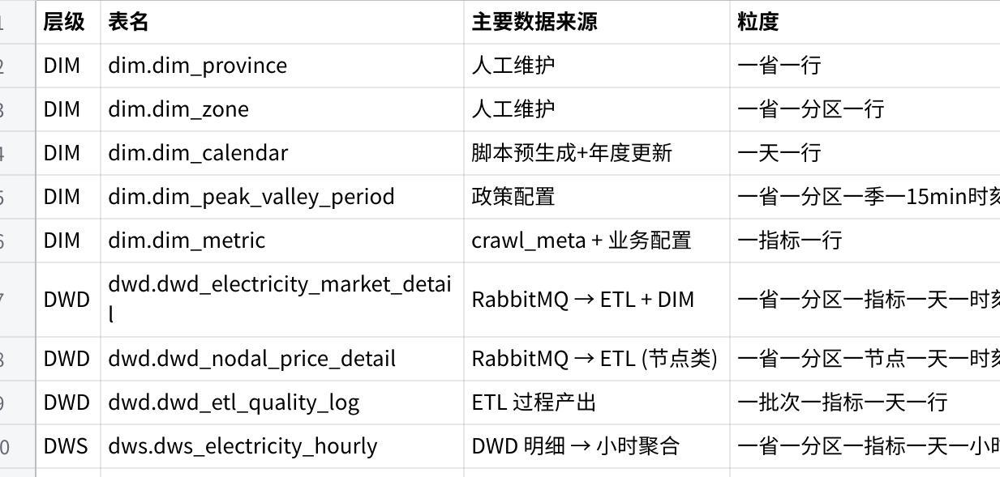 1 层级 表名 主要数据来源 粒度
2 DIM dim.dim_province 人工维护 一省一行
3 DIM dim.dim_zone 人工维护 一省一分区一行
4 DIM dim.dim_calendar 脚本预生成+年度更新 一天一行
5 DIM dim.dim_peak_valley_period 政策配置 一省一分区一季一15min时刻
6 DIM dim.dim_metric crawl_meta + 业务配置 一指标一行
7 DWD dwd.dwd_electricity_market_detai RabbitMQ → ETL + DIM 一省一分区一指标一天一时刻
l
8 DWD dwd.dwd_nodal_price_detail RabbitMQ → ETL (节点类) 一省一分区一节点一天一时刻
9 DWD dwd.dwd_etl_quality_log ETL 过程产出 一批次一指标一天一行
0 DWS dws.dws_electricity_hourly DWD 明细 → 小时聚合 一省一分区一指标一天一小时